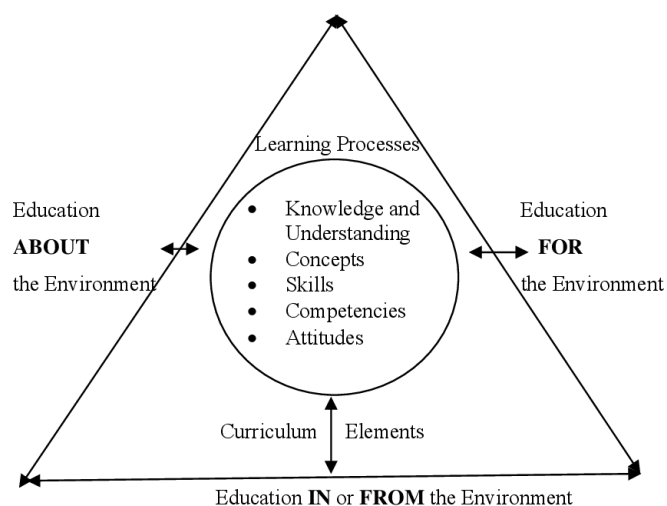 Learning Processes
Education
ABOUT
the Environment
• Knowledge and
Understanding
• Concepts
• Skills
• Competencies
• Attitudes
Education
FOR
the Environment
Curriculum Elements
Education IN or FROM the Environment